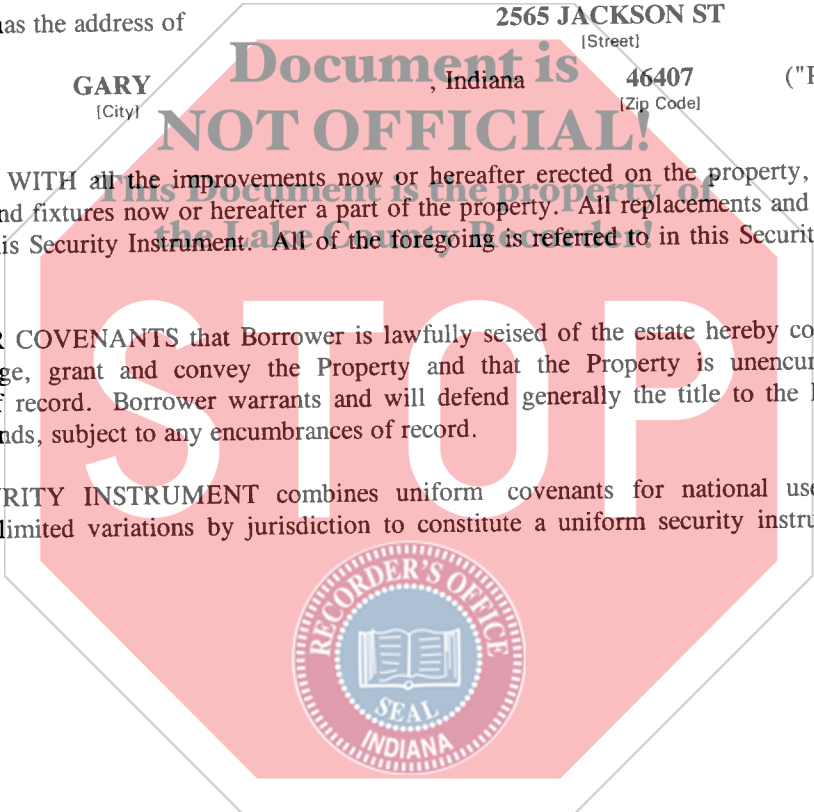 as the address of 2565 JACKSON ST
[Street]
GARY , Indiana 46407 ("
[City] [Zip Code]
Document is
NOT OFFICIAL!
This Document is the property of
the Lake County Recorder!
WITH all the improvements now or hereafter erected on the property,
nd fixtures now or hereafter a part of the property. All replacements and
is Security Instrument. All of the foregoing is referred to in this Securit
STOP
R COVENANTS that Borrower is lawfully seised of the estate hereby co
ge, grant and convey the Property and that the Property is unencur
f record. Borrower warrants and will defend generally the title to the
nds, subject to any encumbrances of record.
RITY INSTRUMENT combines uniform covenants for national use
limited variations by jurisdiction to constitute a uniform security instru
RECORDER'S OFFICE
SEAL
INDIANA